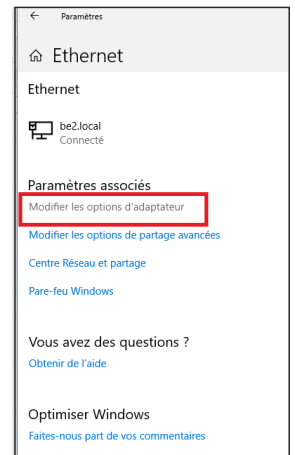 Paramètres
Ethernet
Ethernet
be2.local
Connecté
Paramètres associés
Modifier les options d'adaptateur
Modifier les options de partage avancées
Centre Réseau et partage
Pare-feu Windows
Vous avez des questions ?
Obtenir de l'aide
Optimiser Windows
Faites-nous part de vos commentaires